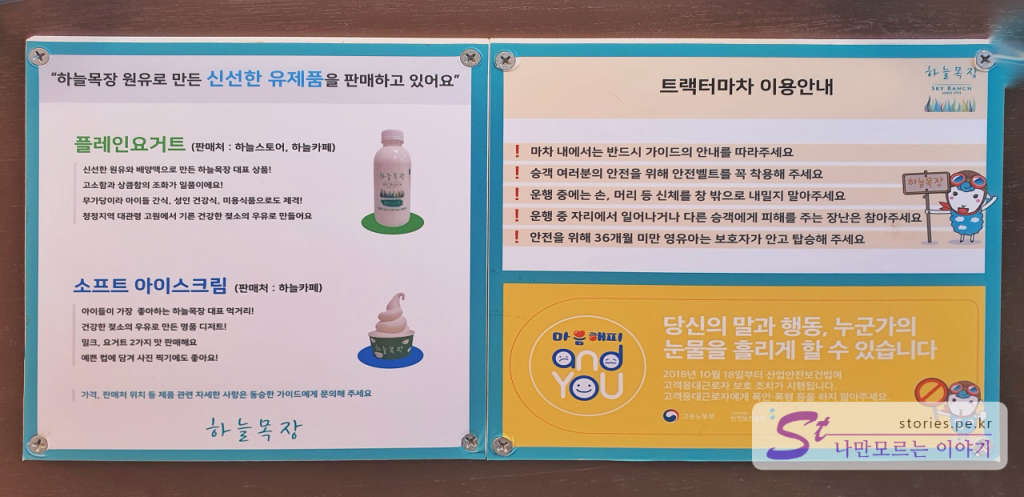 “하늘목장 원유로 만든 신선한 유제품을 판매하고 있어요”
플레인요거트 (판매처 : 하늘스토어, 하늘카페)
신선한 원유와 배양액으로 만든 하늘목장 대표 상품!
고소함과 상큼함의 조화가 일품이에요!
무가당이라 아이들 간식, 성인 건강식, 미용식품으로도 제격!
청정지역 대관령 고원에서 기른 건강한 젖소의 우유로 만들어요
하늘목장
소프트 아이스크림 (판매처 : 하늘카페)
아이들이 가장 좋아하는 하늘목장 대표 먹거리!
건강한 젖소의 우유로 만든 명품 디저트!
밀크, 요거트 2가지 맛 판매해요
예쁜 컵에 담겨 사진 찍기에도 좋아요!
하늘목장
가격, 판매처 위치 등 제품 관련 자세한 사항은 동승한 가이드에게 문의해 주세요
하늘목장
트랙터마차 이용안내
하늘목장
SKY RANCH
! 마차 내에서는 반드시 가이드의 안내를 따라주세요
! 승객 여러분의 안전을 위해 안전벨트를 꼭 착용해 주세요
! 운행 중에는 손, 머리 등 신체를 창 밖으로 내밀지 말아주세요
! 운행 중 자리에서 일어나거나 다른 승객에게 피해를 주는 장난은 참아주세요
! 안전을 위해 36개월 미만 영유아는 보호자가 안고 탑승해 주세요
하늘목장
마음해피
and
YOU
당신의 말과 행동, 누군가의
눈물을 흘리게 할 수 있습니다
2018년 10월 18일부터 산업안전보건법에
고객응대근로자 보호 조치가 시행됩니다.
고객응대근로자에게 폭언·폭행 등을 하지 말아주세요.
고용노동부
St
stories.pe.kr
나만모르는 이야기